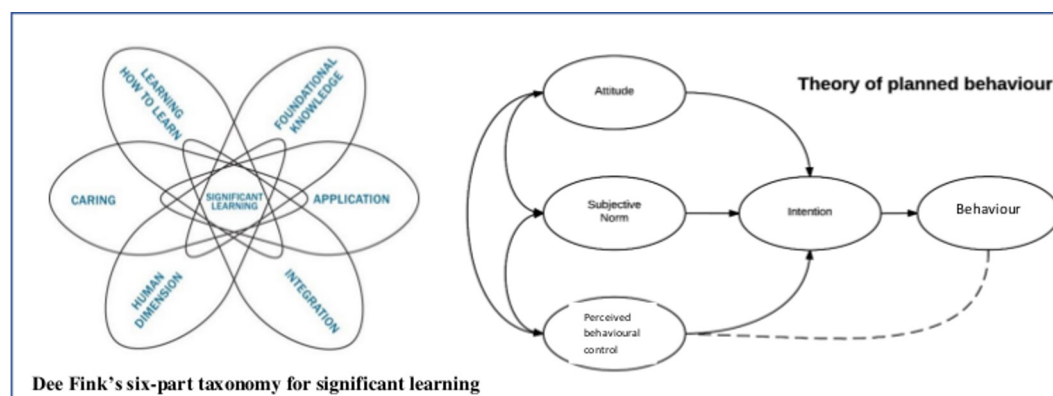 LEARNING
HOW TO LEARN
FOUNDATIONAL
KNOWLEDGE
CARING
SIGNIFICANT
LEARNING
APPLICATION
HUMAN
DIMENSION
INTEGRATION
Dee Fink's six-part taxonomy for significant learning
Theory of planned behaviour
Attitude
Subjective
Norm
Intention
Behaviour
Perceived
behavioural
control